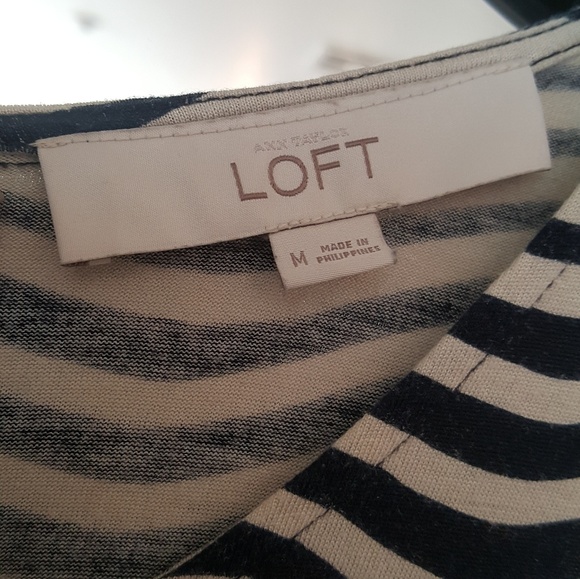 ANN TAYLOR
LOFT
M
MADE IN
PHILIPPINES